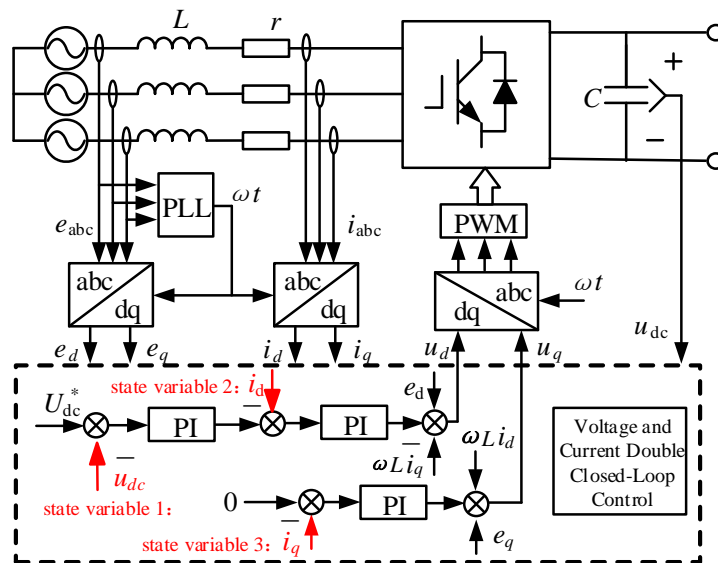 L r
C
+
−
PLL
ωt
e_abc
i_abc
PWM
abc
dq
abc
dq
abc
dq
ωt
u_dc
e_d e_q
i_d i_q
u_d u_q
state variable 2: i_d
e_d
U_dc^*
−
PI
−
PI
−
ωLi_q
ωLi_d
u_dc
state variable 1:
0
PI
−
state variable 3: i_q
e_q
Voltage and
Current Double
Closed-Loop
Control